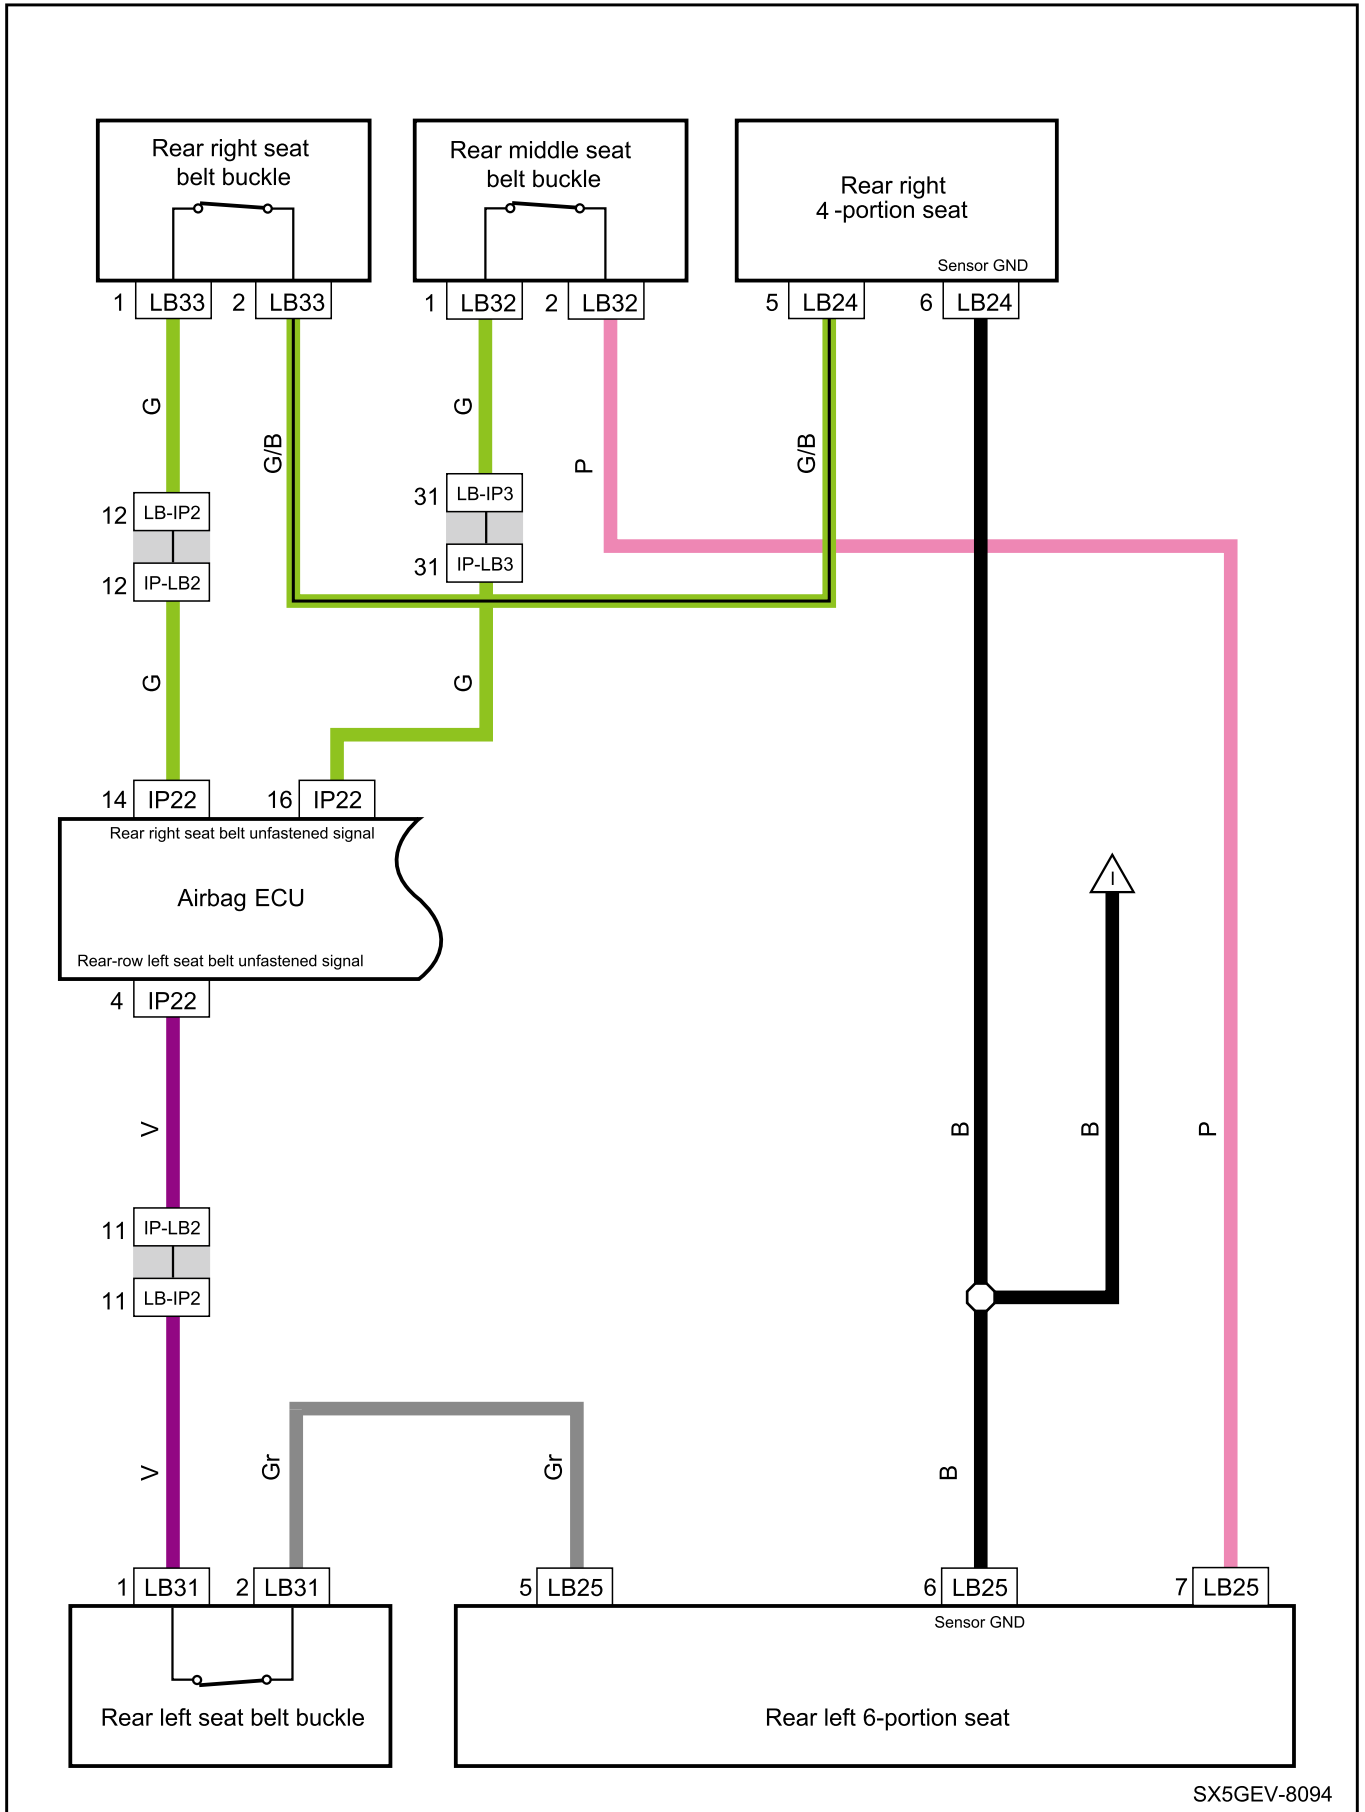 Rear right seat
belt buckle
Rear middle seat
belt buckle
Rear right
4 -portion seat
Sensor GND
1 LB33 2 LB33 1 LB32 2 LB32 5 LB24 6 LB24
G
G/B
G
P
G/B
12 LB-IP2
31 LB-IP3
12 IP-LB2
31 IP-LB3
G
G
14 IP22 16 IP22
Rear right seat belt unfastened signal
Airbag ECU
Rear-row left seat belt unfastened signal
I
4 IP22
V
B
B
P
11 IP-LB2
11 LB-IP2
V
Gr
Gr
B
1 LB31 2 LB31 5 LB25 6 LB25 7 LB25
Sensor GND
Rear left seat belt buckle
Rear left 6-portion seat
SX5GEV-8094